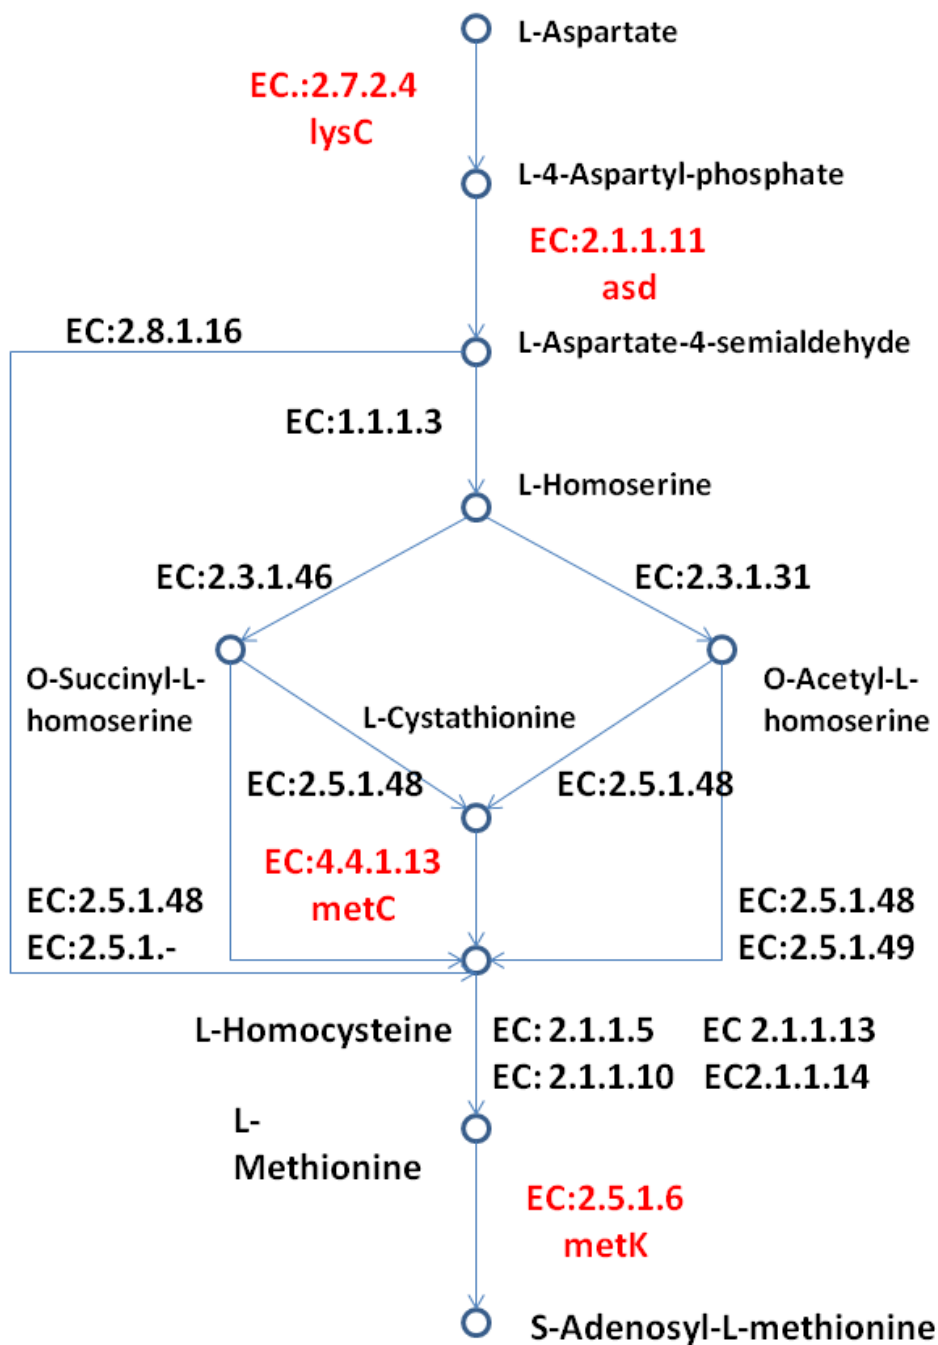 L-Aspartate
EC.:2.7.2.4
lysC
L-4-Aspartyl-phosphate
EC:2.1.1.11
asd
EC:2.8.1.16
L-Aspartate-4-semialdehyde
EC:1.1.1.3
L-Homoserine
EC:2.3.1.46
EC:2.3.1.31
O-Succinyl-L-
homoserine
O-Acetyl-L-
homoserine
L-Cystathionine
EC:2.5.1.48
EC:2.5.1.48
EC:4.4.1.13
metC
EC:2.5.1.48
EC:2.5.1.-
EC:2.5.1.48
EC:2.5.1.49
L-Homocysteine
EC: 2.1.1.5 EC 2.1.1.13
EC: 2.1.1.10 EC2.1.1.14
L-
Methionine
EC:2.5.1.6
metK
S-Adenosyl-L-methionine